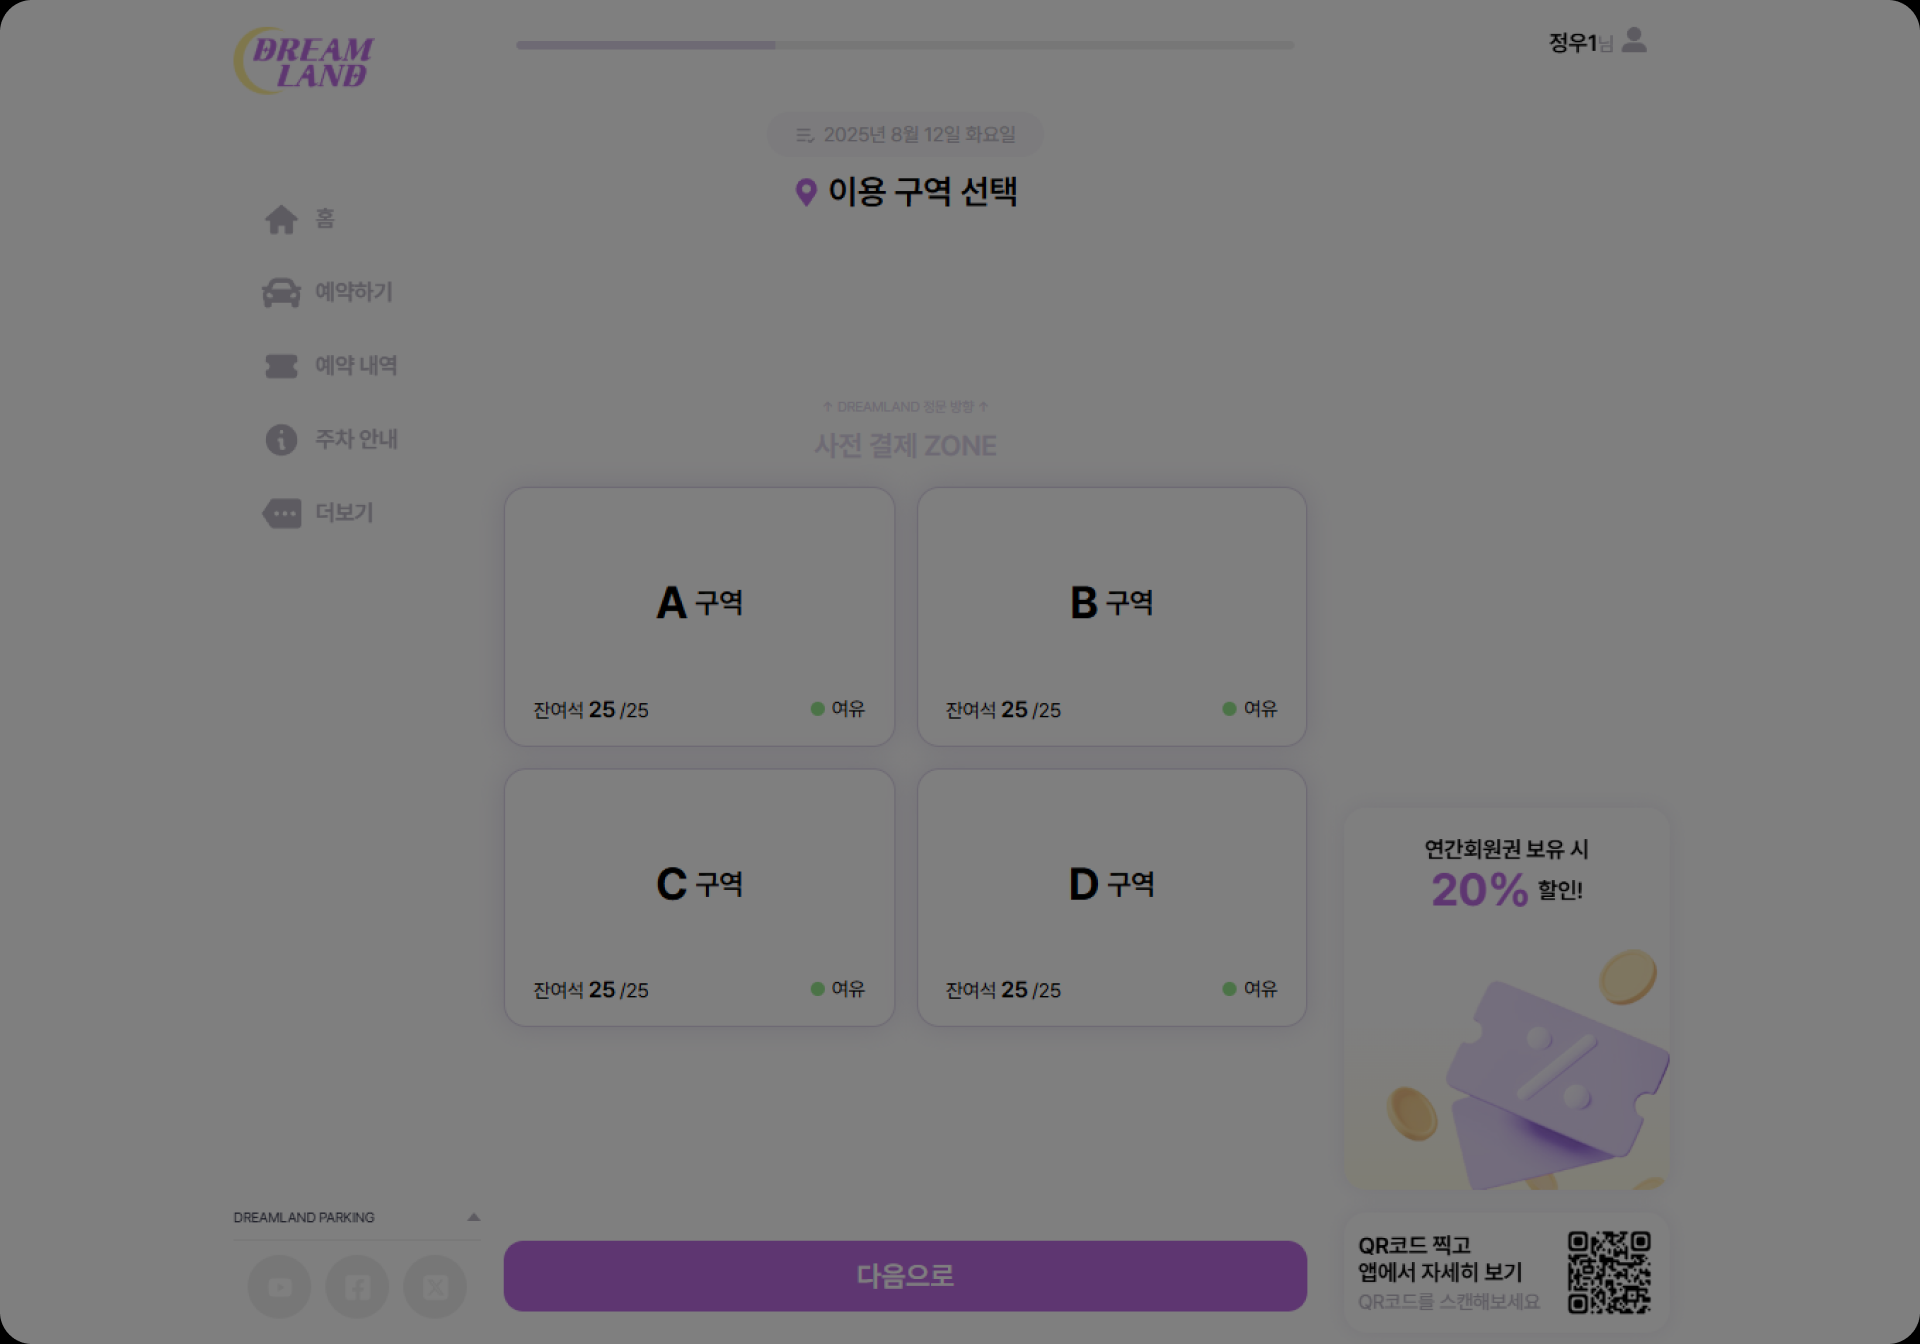 DREAM
LAND
정우1님
2025년 8월 12일 화요일
이용 구역 선택
홈
예약하기
예약 내역
주차 안내
더보기
↑ DREAMLAND 정문 방향 ↑
사전 결제 ZONE
A 구역
잔여석 25 /25
여유
B 구역
잔여석 25 /25
여유
C 구역
잔여석 25 /25
여유
D 구역
잔여석 25 /25
여유
연간회원권 보유 시
20% 할인!
DREAMLAND PARKING
다음으로
QR코드 찍고
앱에서 자세히 보기
QR코드를 스캔해보세요